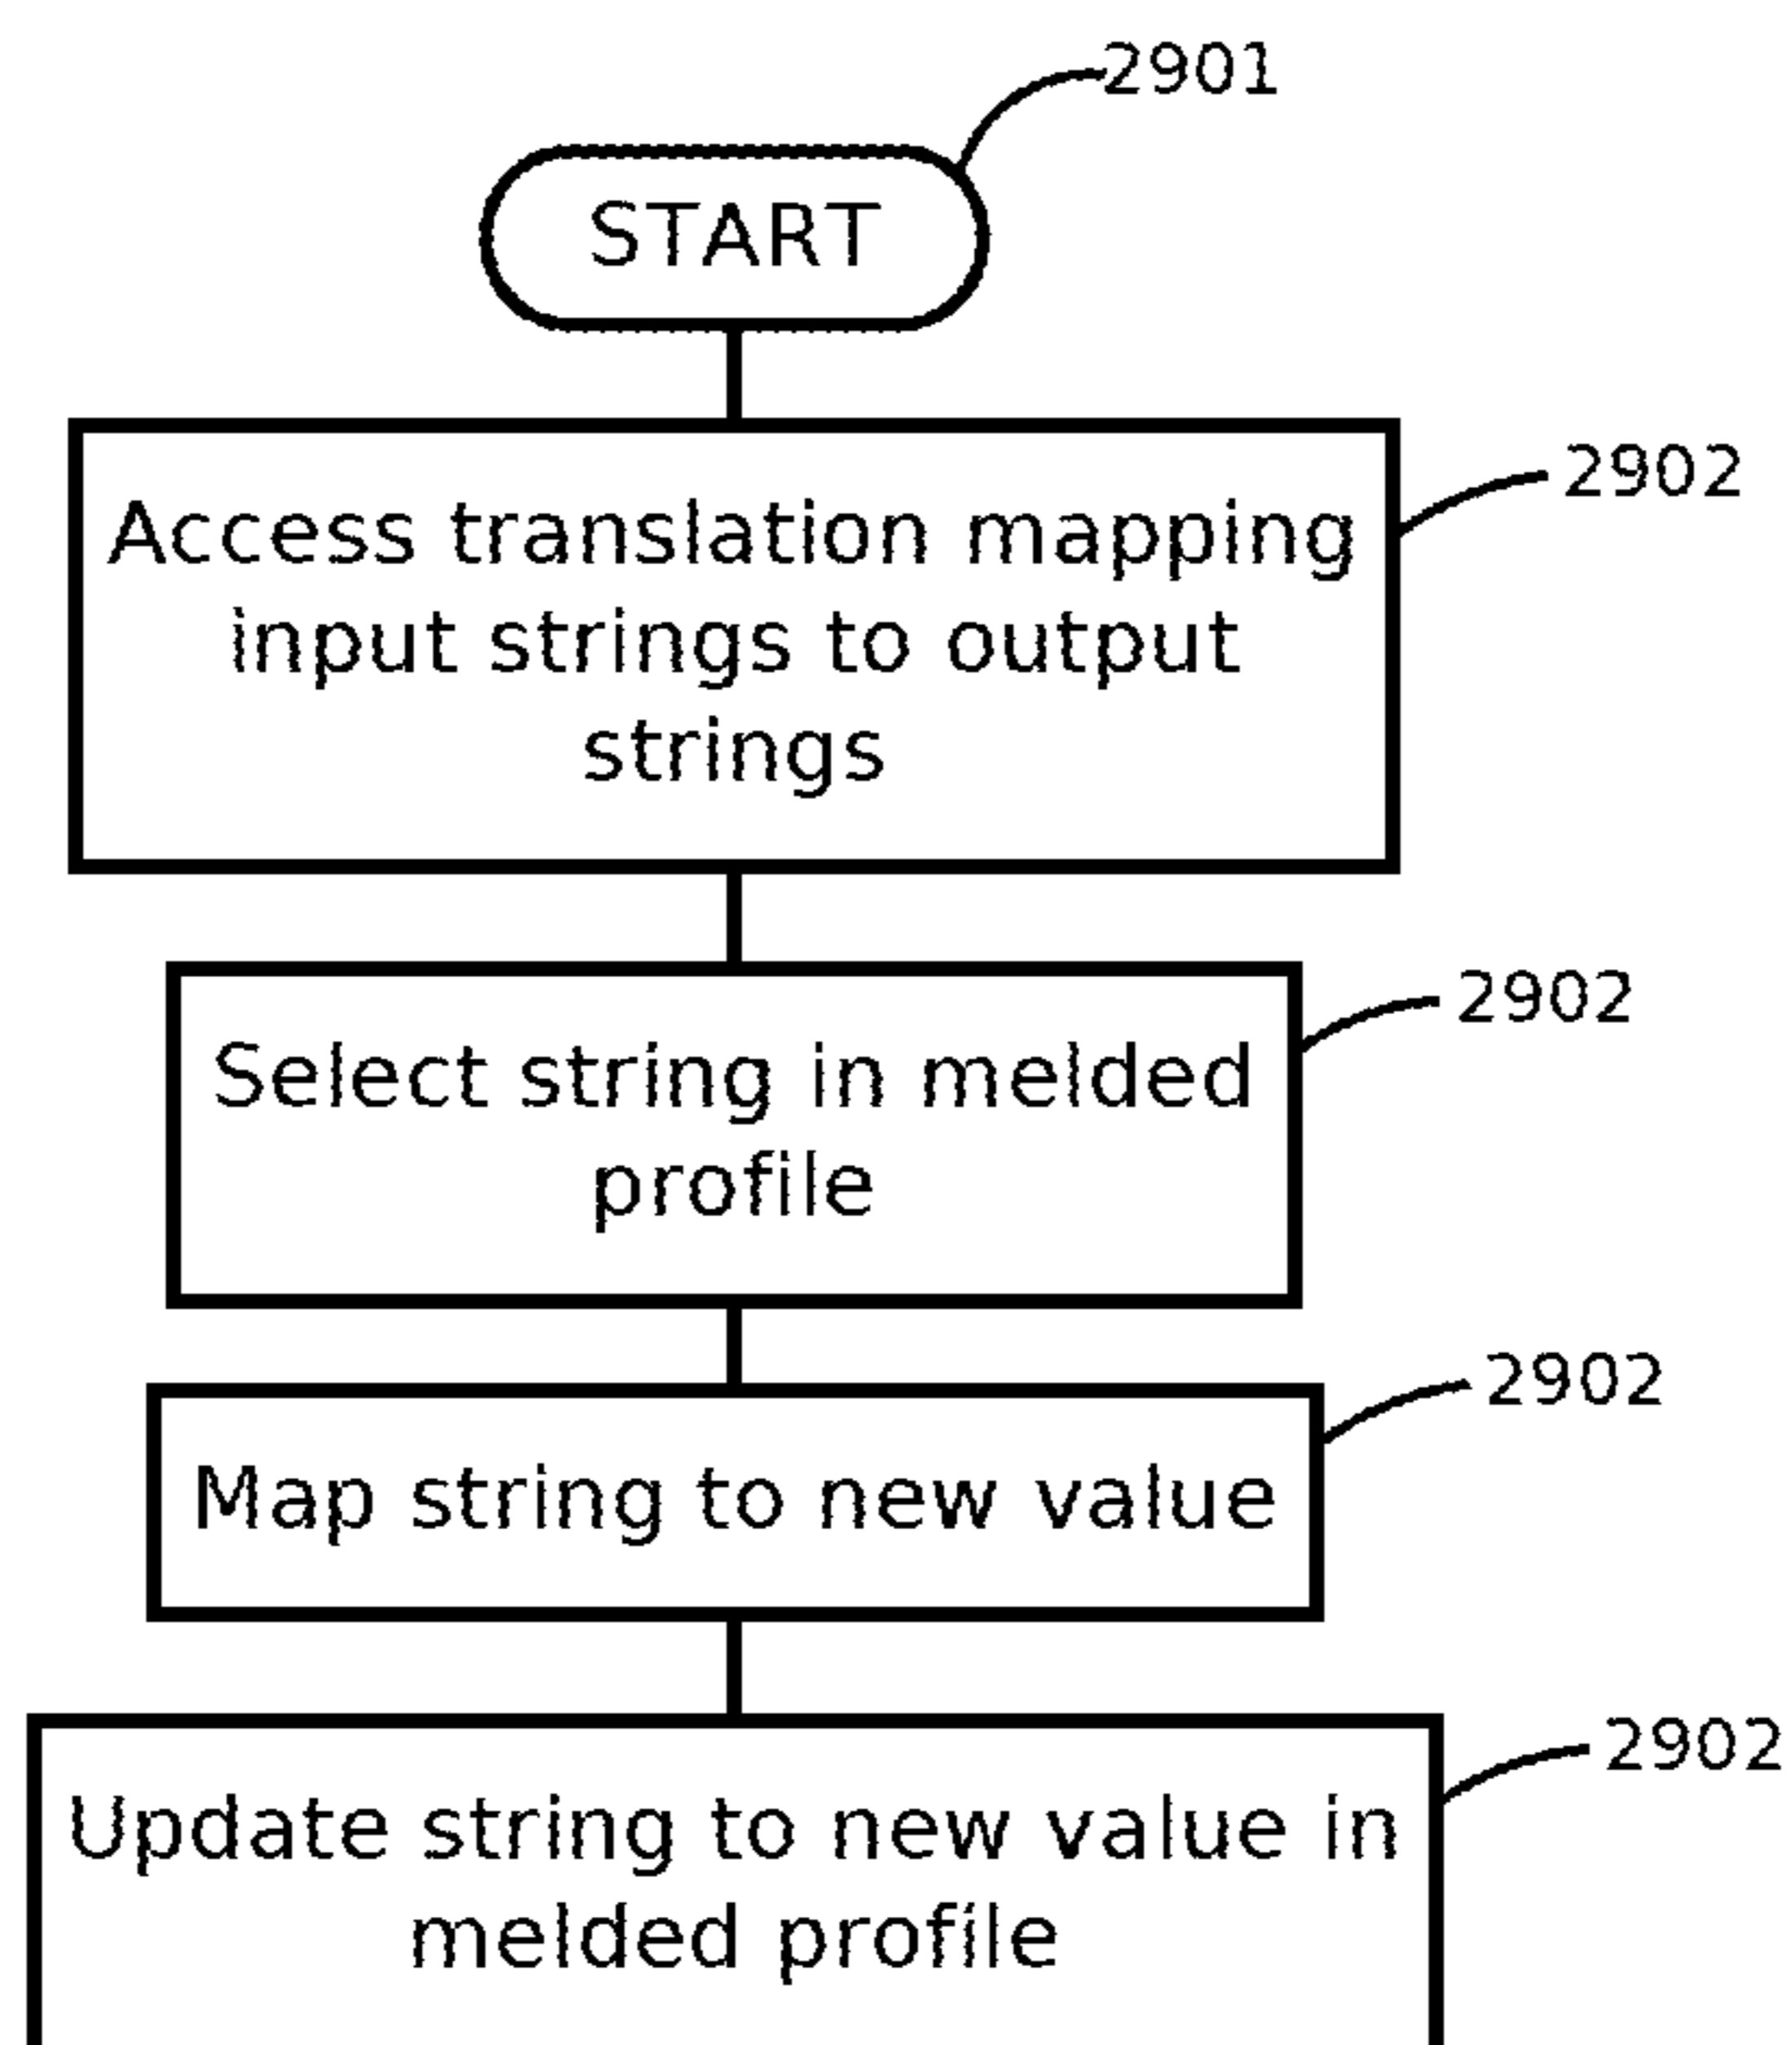 2901
START
2902
Access translation mapping
input strings to output
strings
2902
Select string in melded
profile
2902
Map string to new value
2902
Update string to new value in
melded profile